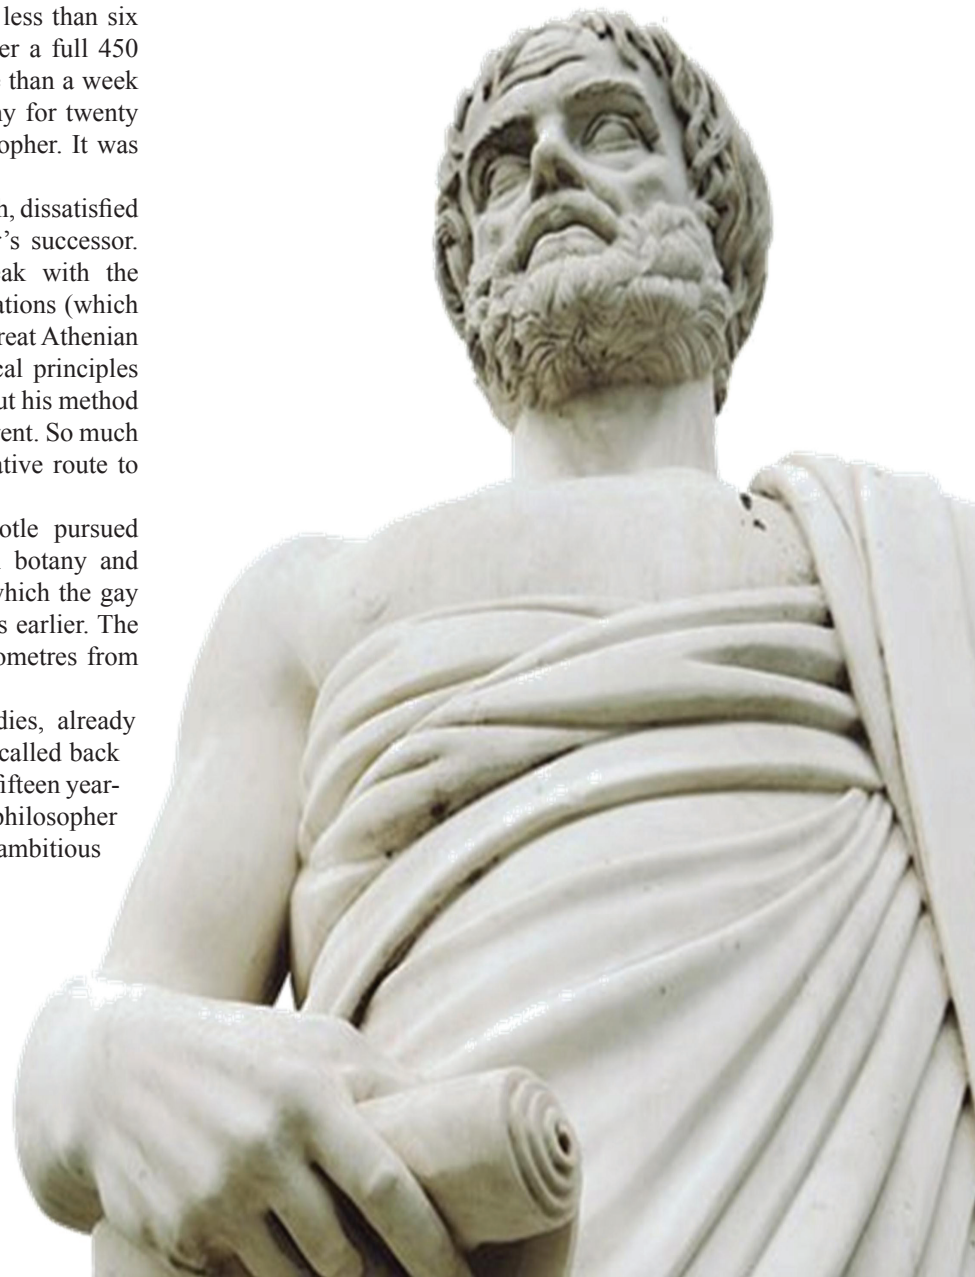 less than six
er a full 450
than a week
for twenty
opher. It was
dissatisfied
's successor.
eak with the
ations (which
reat Athenian
cal principles
ut his method
ent. So much
ative route to
otle pursued
botany and
which the gay
s earlier. The
ometres from
dies, already
called back
fifteen year-
philosopher
ambitious